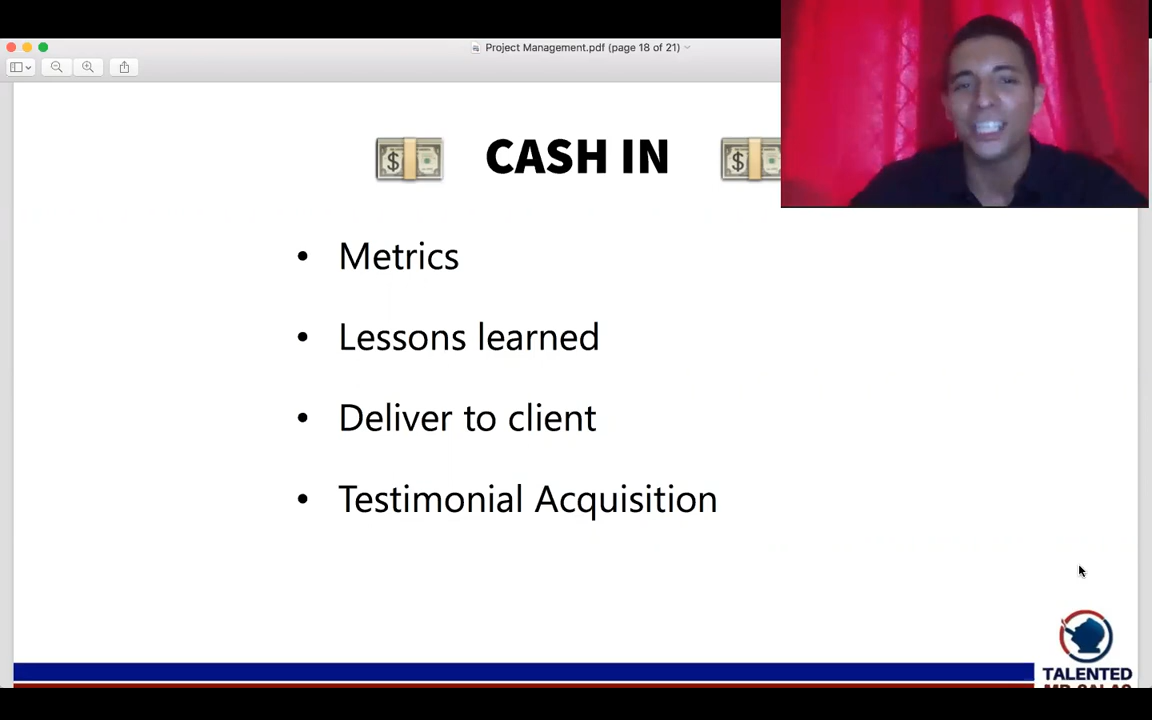 Project Management.pdf (page 18 of 21)
CASH IN
• Metrics
• Lessons learned
• Deliver to client
• Testimonial Acquisition
TALENTED